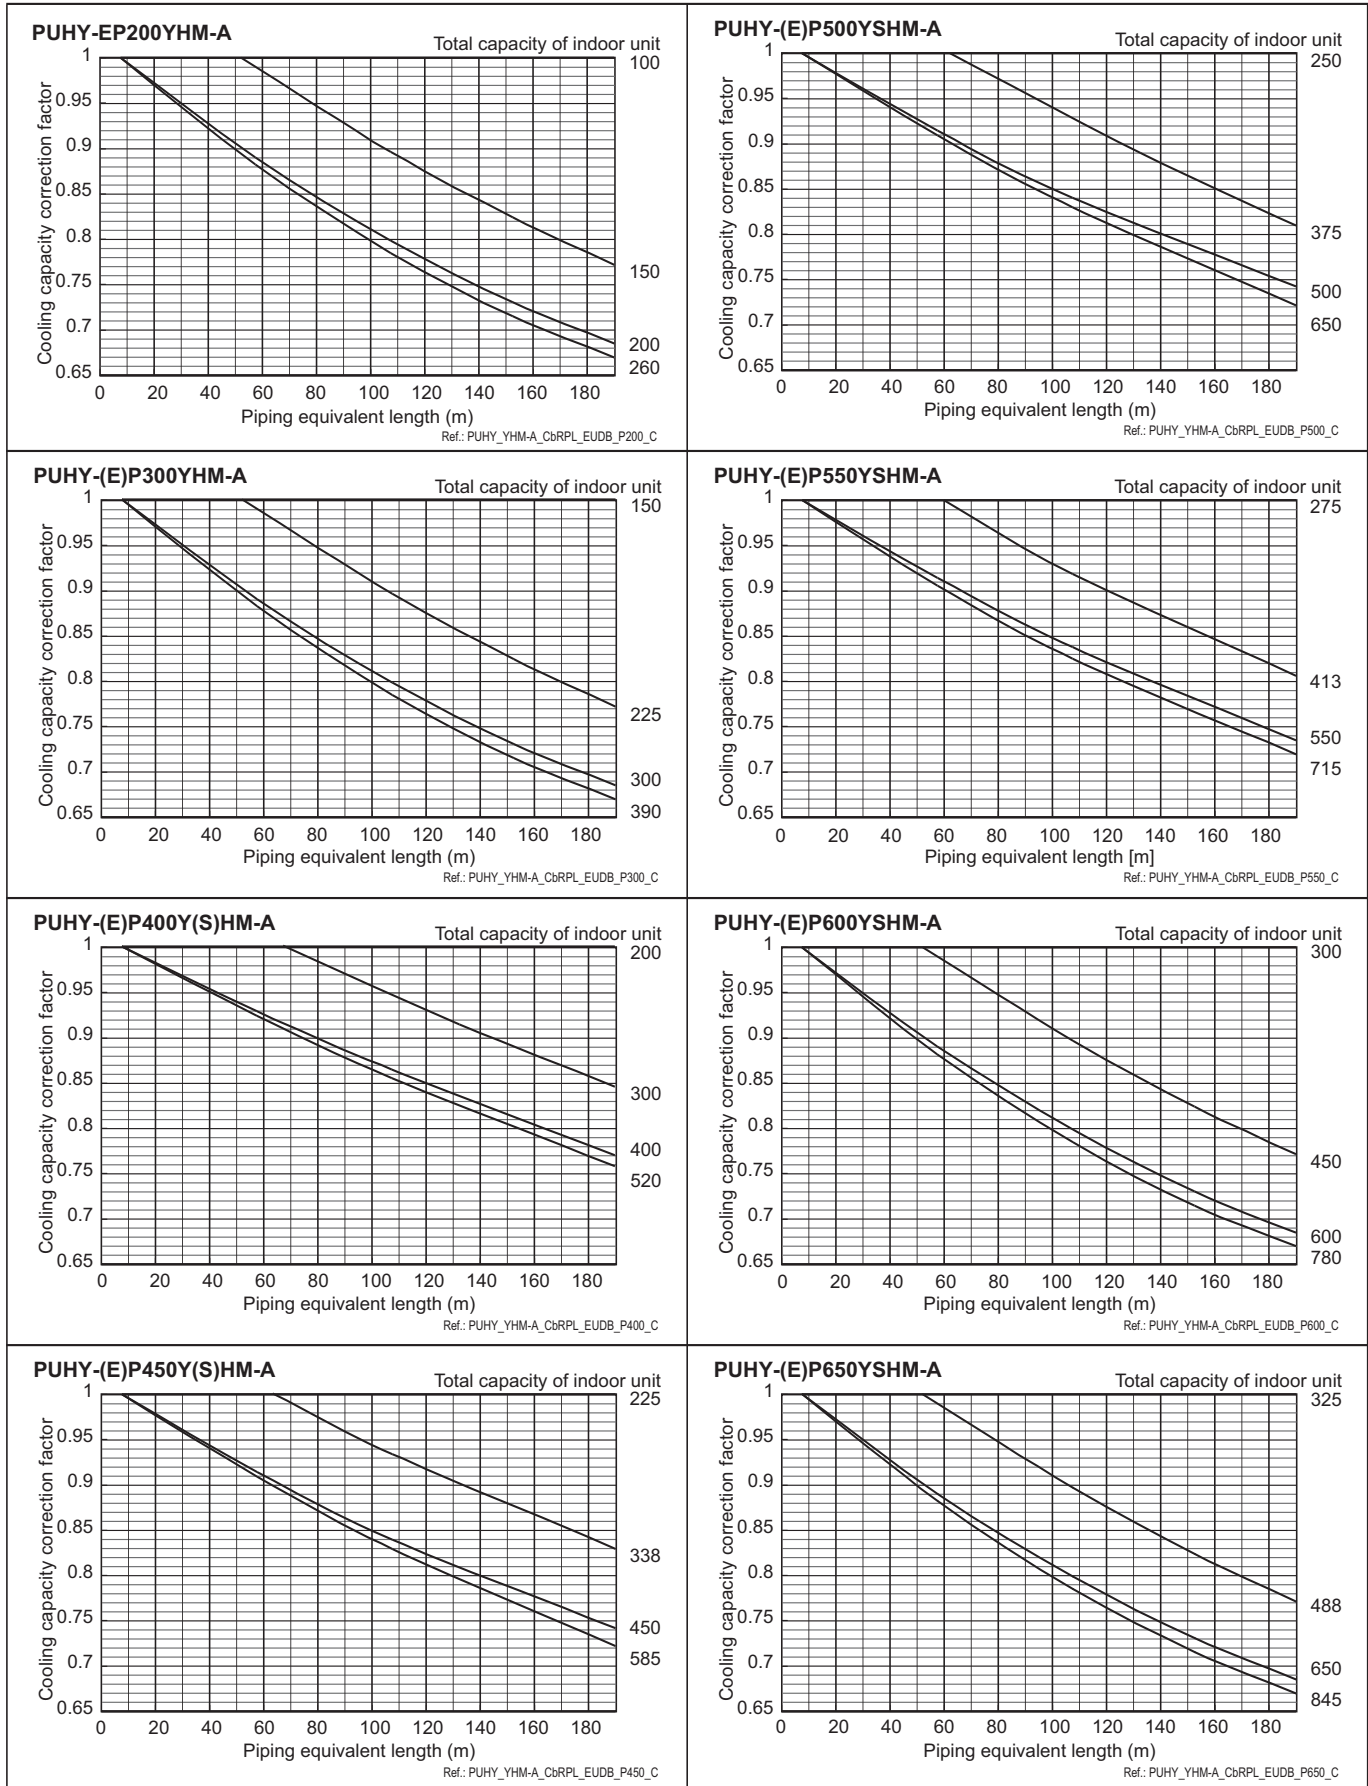 PUHY-EP200YHM-A
Total capacity of indoor unit
Cooling capacity correction factor
1
0.95
0.9
0.85
0.8
0.75
0.7
0.65
100
150
200
260
0 20 40 60 80 100 120 140 160 180
Piping equivalent length (m)
Ref.: PUHY_YHM-A_CbRPL_EUDB_P200_C
PUHY-(E)P500YSHM-A
Total capacity of indoor unit
Cooling capacity correction factor
1
0.95
0.9
0.85
0.8
0.75
0.7
0.65
250
375
500
650
0 20 40 60 80 100 120 140 160 180
Piping equivalent length (m)
Ref.: PUHY_YHM-A_CbRPL_EUDB_P500_C
PUHY-(E)P300YHM-A
Total capacity of indoor unit
Cooling capacity correction factor
1
0.95
0.9
0.85
0.8
0.75
0.7
0.65
150
225
300
390
0 20 40 60 80 100 120 140 160 180
Piping equivalent length (m)
Ref.: PUHY_YHM-A_CbRPL_EUDB_P300_C
PUHY-(E)P550YSHM-A
Total capacity of indoor unit
Cooling capacity correction factor
1
0.95
0.9
0.85
0.8
0.75
0.7
0.65
275
413
550
715
0 20 40 60 80 100 120 140 160 180
Piping equivalent length [m]
Ref.: PUHY_YHM-A_CbRPL_EUDB_P550_C
PUHY-(E)P400Y(S)HM-A
Total capacity of indoor unit
Cooling capacity correction factor
1
0.95
0.9
0.85
0.8
0.75
0.7
0.65
200
300
400
520
0 20 40 60 80 100 120 140 160 180
Piping equivalent length (m)
Ref.: PUHY_YHM-A_CbRPL_EUDB_P400_C
PUHY-(E)P600YSHM-A
Total capacity of indoor unit
Cooling capacity correction factor
1
0.95
0.9
0.85
0.8
0.75
0.7
0.65
300
450
600
780
0 20 40 60 80 100 120 140 160 180
Piping equivalent length (m)
Ref.: PUHY_YHM-A_CbRPL_EUDB_P600_C
PUHY-(E)P450Y(S)HM-A
Total capacity of indoor unit
Cooling capacity correction factor
1
0.95
0.9
0.85
0.8
0.75
0.7
0.65
225
338
450
585
0 20 40 60 80 100 120 140 160 180
Piping equivalent length (m)
Ref.: PUHY_YHM-A_CbRPL_EUDB_P450_C
PUHY-(E)P650YSHM-A
Total capacity of indoor unit
Cooling capacity correction factor
1
0.95
0.9
0.85
0.8
0.75
0.7
0.65
325
488
650
845
0 20 40 60 80 100 120 140 160 180
Piping equivalent length (m)
Ref.: PUHY_YHM-A_CbRPL_EUDB_P650_C